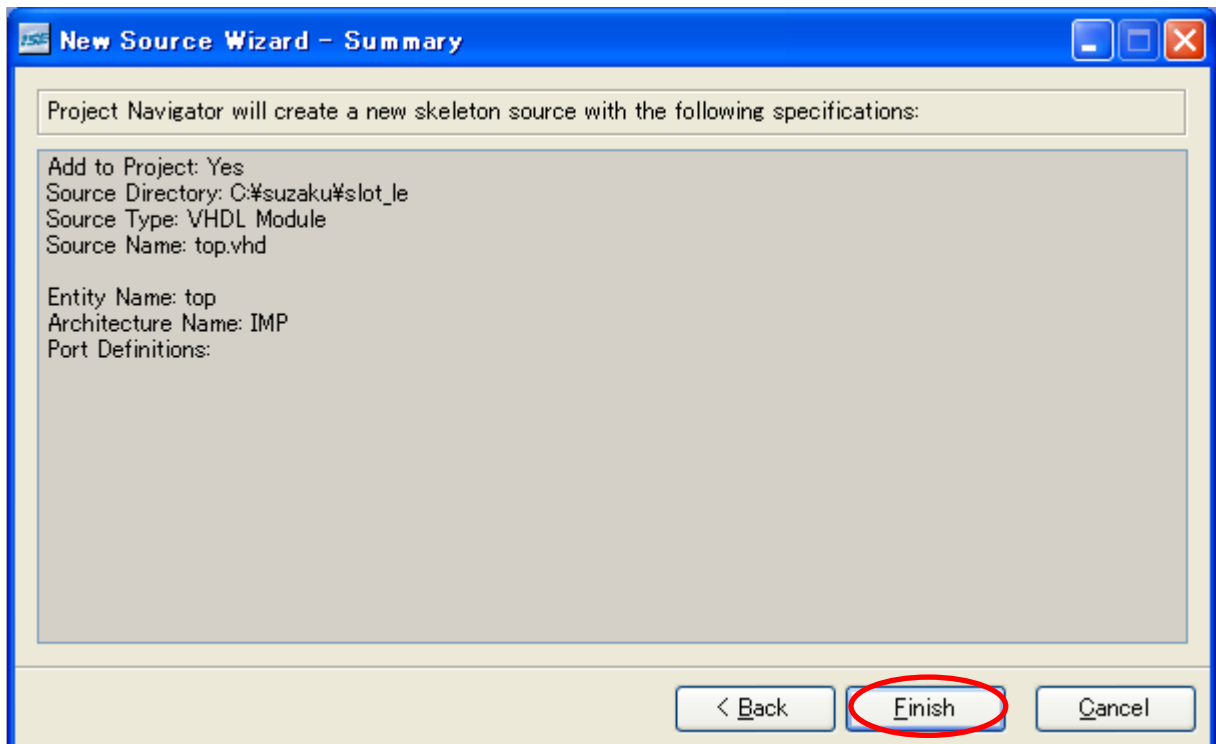 ISE New Source Wizard - Summary
Project Navigator will create a new skeleton source with the following specifications:
Add to Project: Yes
Source Directory: C:¥suzaku¥slot_le
Source Type: VHDL Module
Source Name: top.vhd
Entity Name: top
Architecture Name: IMP
Port Definitions:
< Back Finish Cancel